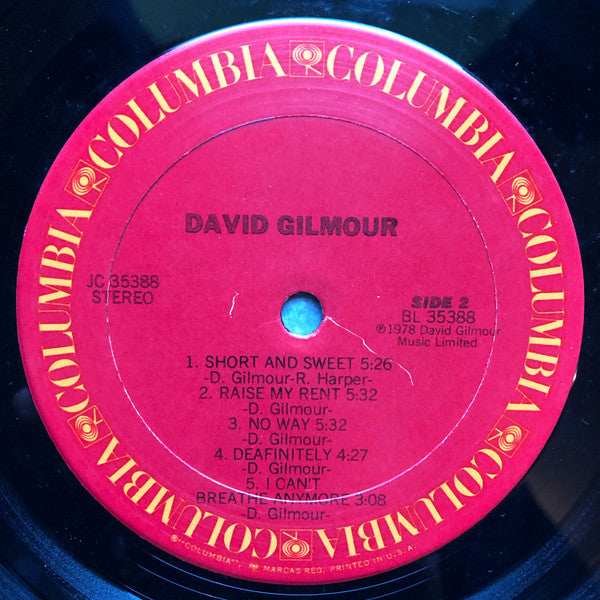 COLUMBIA COLUMBIA COLUMBIA COLUMBIA COLUMBIA COLUMBIA
DAVID GILMOUR
JC 35388
STEREO
SIDE 2
BL 35388
℗1978 David Gilmour
Music Limited
1. SHORT AND SWEET 5:26
-D. Gilmour-R. Harper-
2. RAISE MY RENT 5:32
-D. Gilmour-
3. NO WAY 5:32
-D. Gilmour-
4. DEAFINITELY 4:27
-D. Gilmour-
5. I CAN'T
BREATHE ANYMORE 3:08
-D. Gilmour-
"COLUMBIA", MARCAS REG. PRINTED IN U.S.A.